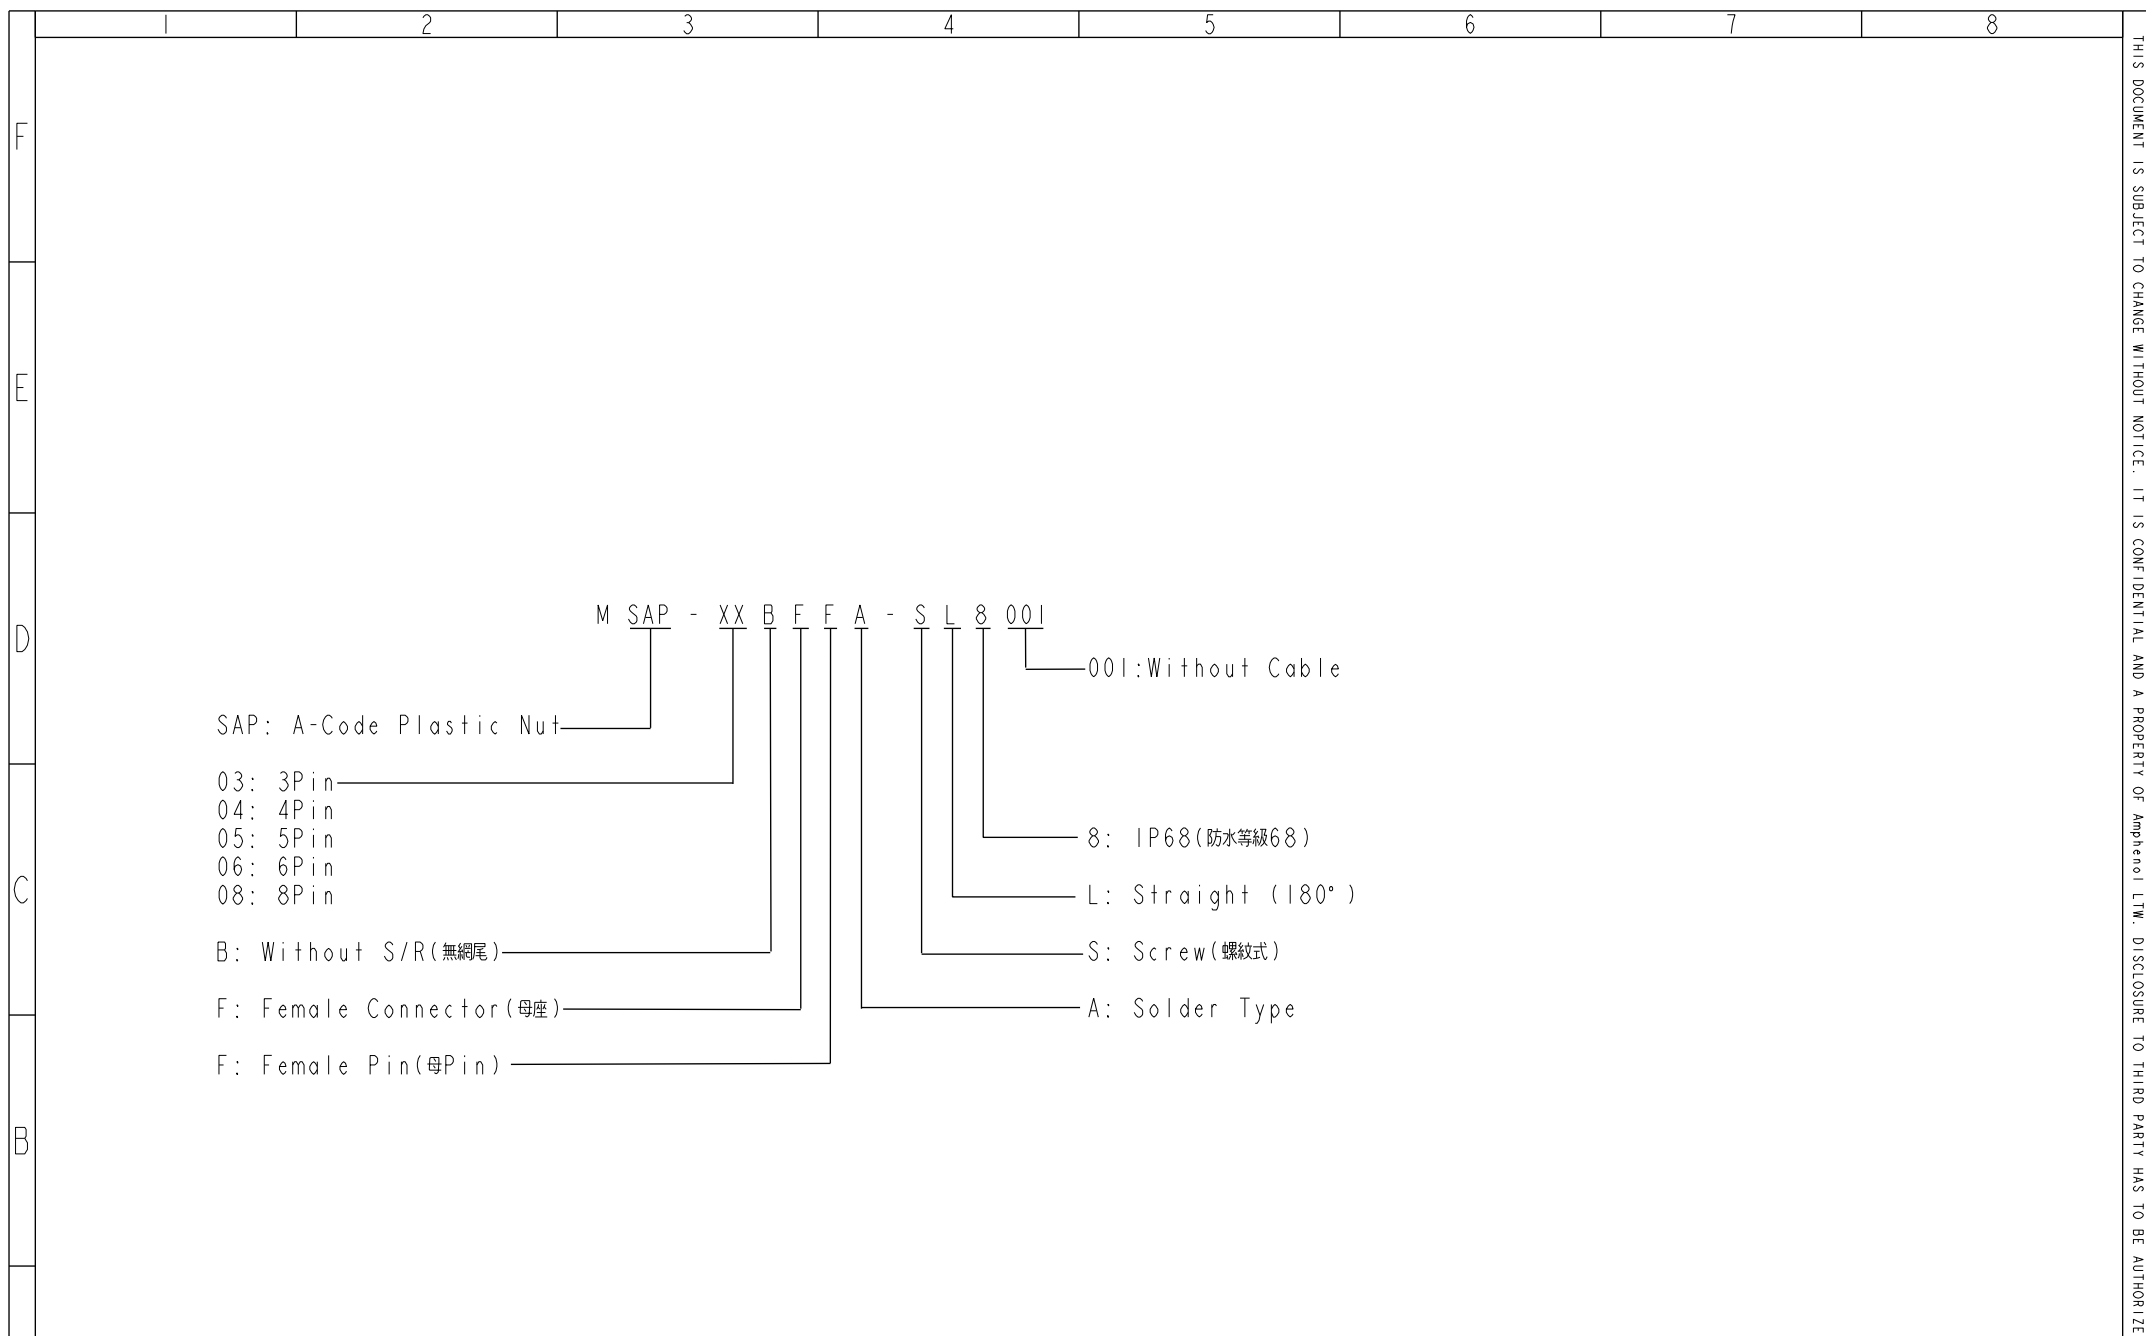 1 2 3 4 5 6 7 8
F
E
D
C
B
M SAP - XX B F F A - S L 8 001
001:Without Cable
SAP: A-Code Plastic Nut
03: 3Pin
04: 4Pin
05: 5Pin
06: 6Pin
08: 8Pin
B: Without S/R(無網尾)
F: Female Connector(母座)
F: Female Pin(母Pin)
8: IP68(防水等級68)
L: Straight (180°)
S: Screw(螺紋式)
A: Solder Type
THIS DOCUMENT IS SUBJECT TO CHANGE WITHOUT NOTICE. IT IS CONFIDENTIAL AND A PROPERTY OF Amphenol LTW. DISCLOSURE TO THIRD PARTY HAS TO BE AUTHORIZE